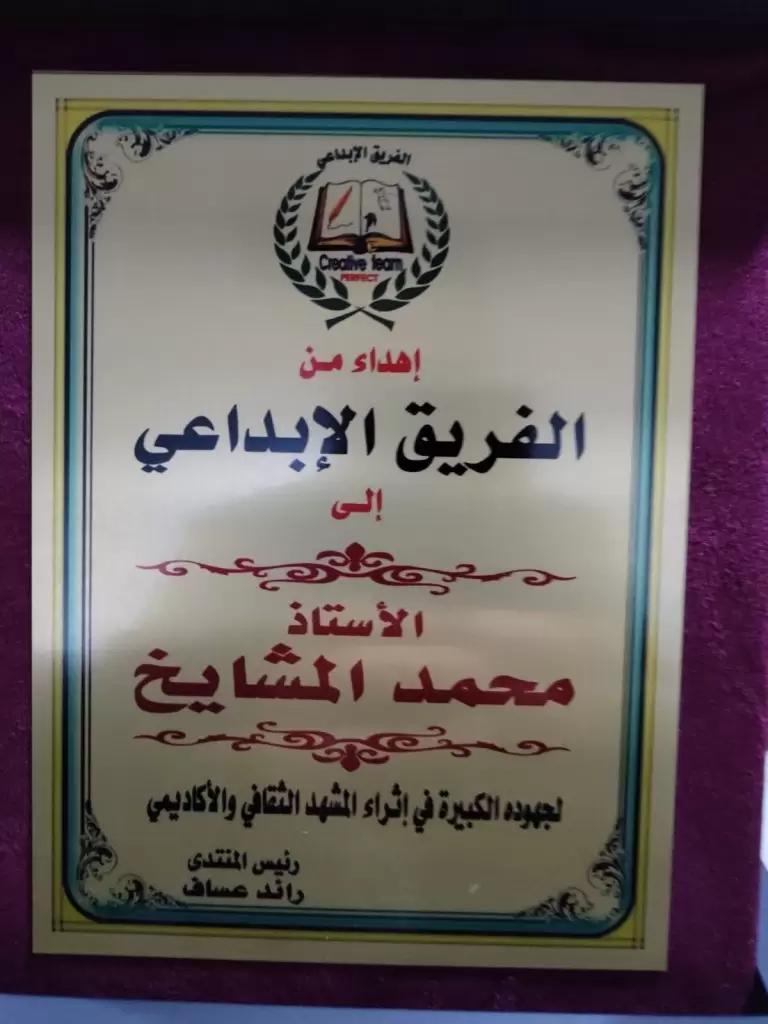 الفريق الإبداعي
Creative team
PERFECT
إهداء من
الفريق الإبداعي
إلى
الأستاذ
محمد المشايخ
لجهوده الكبيرة في إثراء المشهد الثقافي والأكاديمي
رئيس المنتدى
رائد عساف